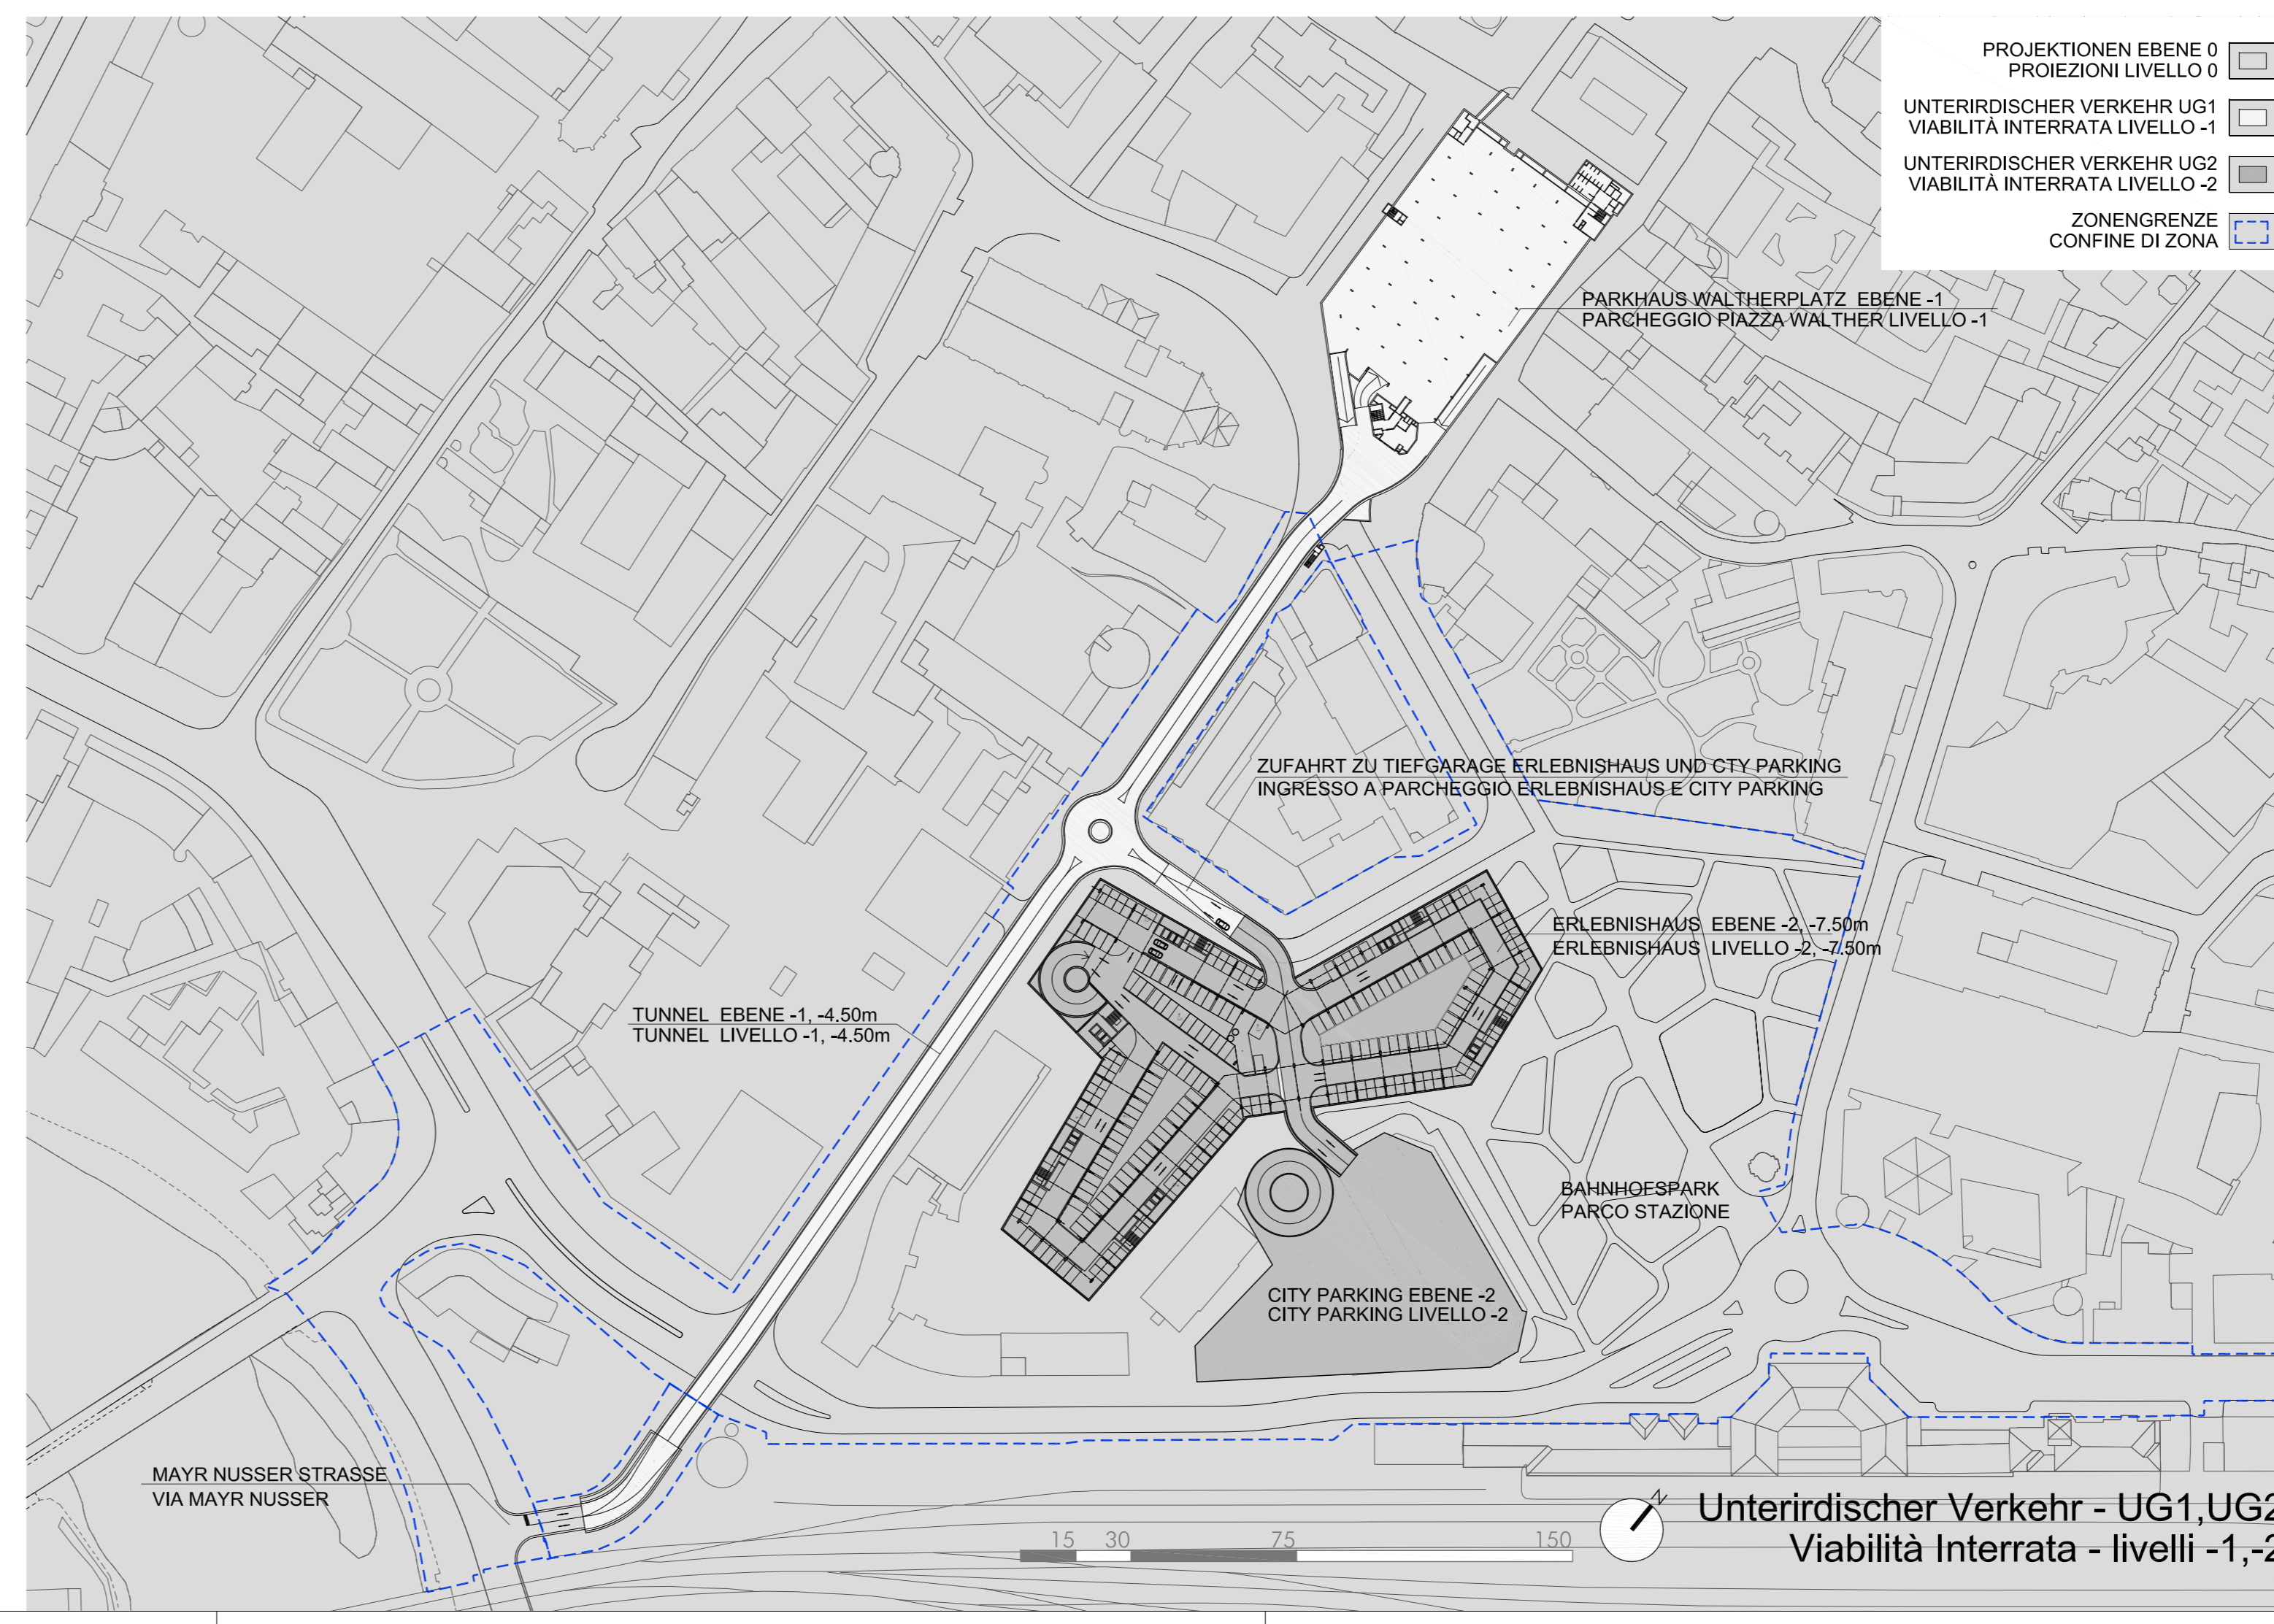 PROJEKTIONEN EBENE 0
PROIEZIONI LIVELLO 0
UNTERIRDISCHER VERKEHR UG1
VIABILITÀ INTERRATA LIVELLO -1
UNTERIRDISCHER VERKEHR UG2
VIABILITÀ INTERRATA LIVELLO -2
ZONENGRENZE
CONFINE DI ZONA
PARKHAUS WALTHERPLATZ EBENE -1
PARCHEGGIO PIAZZA WALTHER LIVELLO -1
ZUFAHRT ZU TIEFGARAGE ERLEBNISHAUS UND CTY PARKING
INGRESSO A PARCHEGGIO ERLEBNISHAUS E CITY PARKING
ERLEBNISHAUS EBENE -2, -7.50m
ERLEBNISHAUS LIVELLO -2, -7.50m
TUNNEL EBENE -1, -4.50m
TUNNEL LIVELLO -1, -4.50m
BAHNHOFSPARK
PARCO STAZIONE
CITY PARKING EBENE -2
CITY PARKING LIVELLO -2
MAYR NUSSER STRASSE
VIA MAYR NUSSER
15 30 75 150
N
Unterirdischer Verkehr - UG1,UG2
Viabilità Interrata - livelli -1,-2